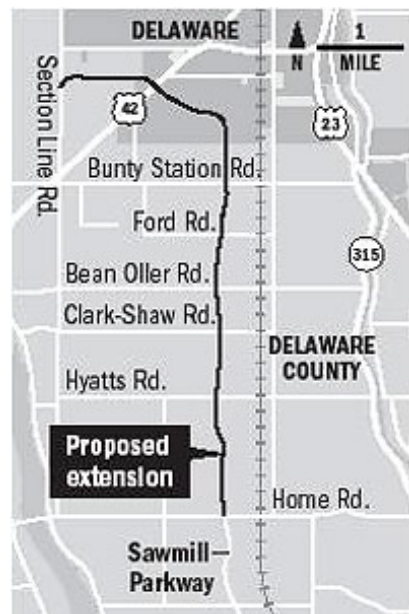 DELAWARE
1
MILE
N
Section Line Rd.
42
23
Bunty Station Rd.
Ford Rd.
315
Bean Oller Rd.
Clark-Shaw Rd.
DELAWARE
COUNTY
Hyatts Rd.
Proposed
extension
Home Rd.
Sawmill
Parkway